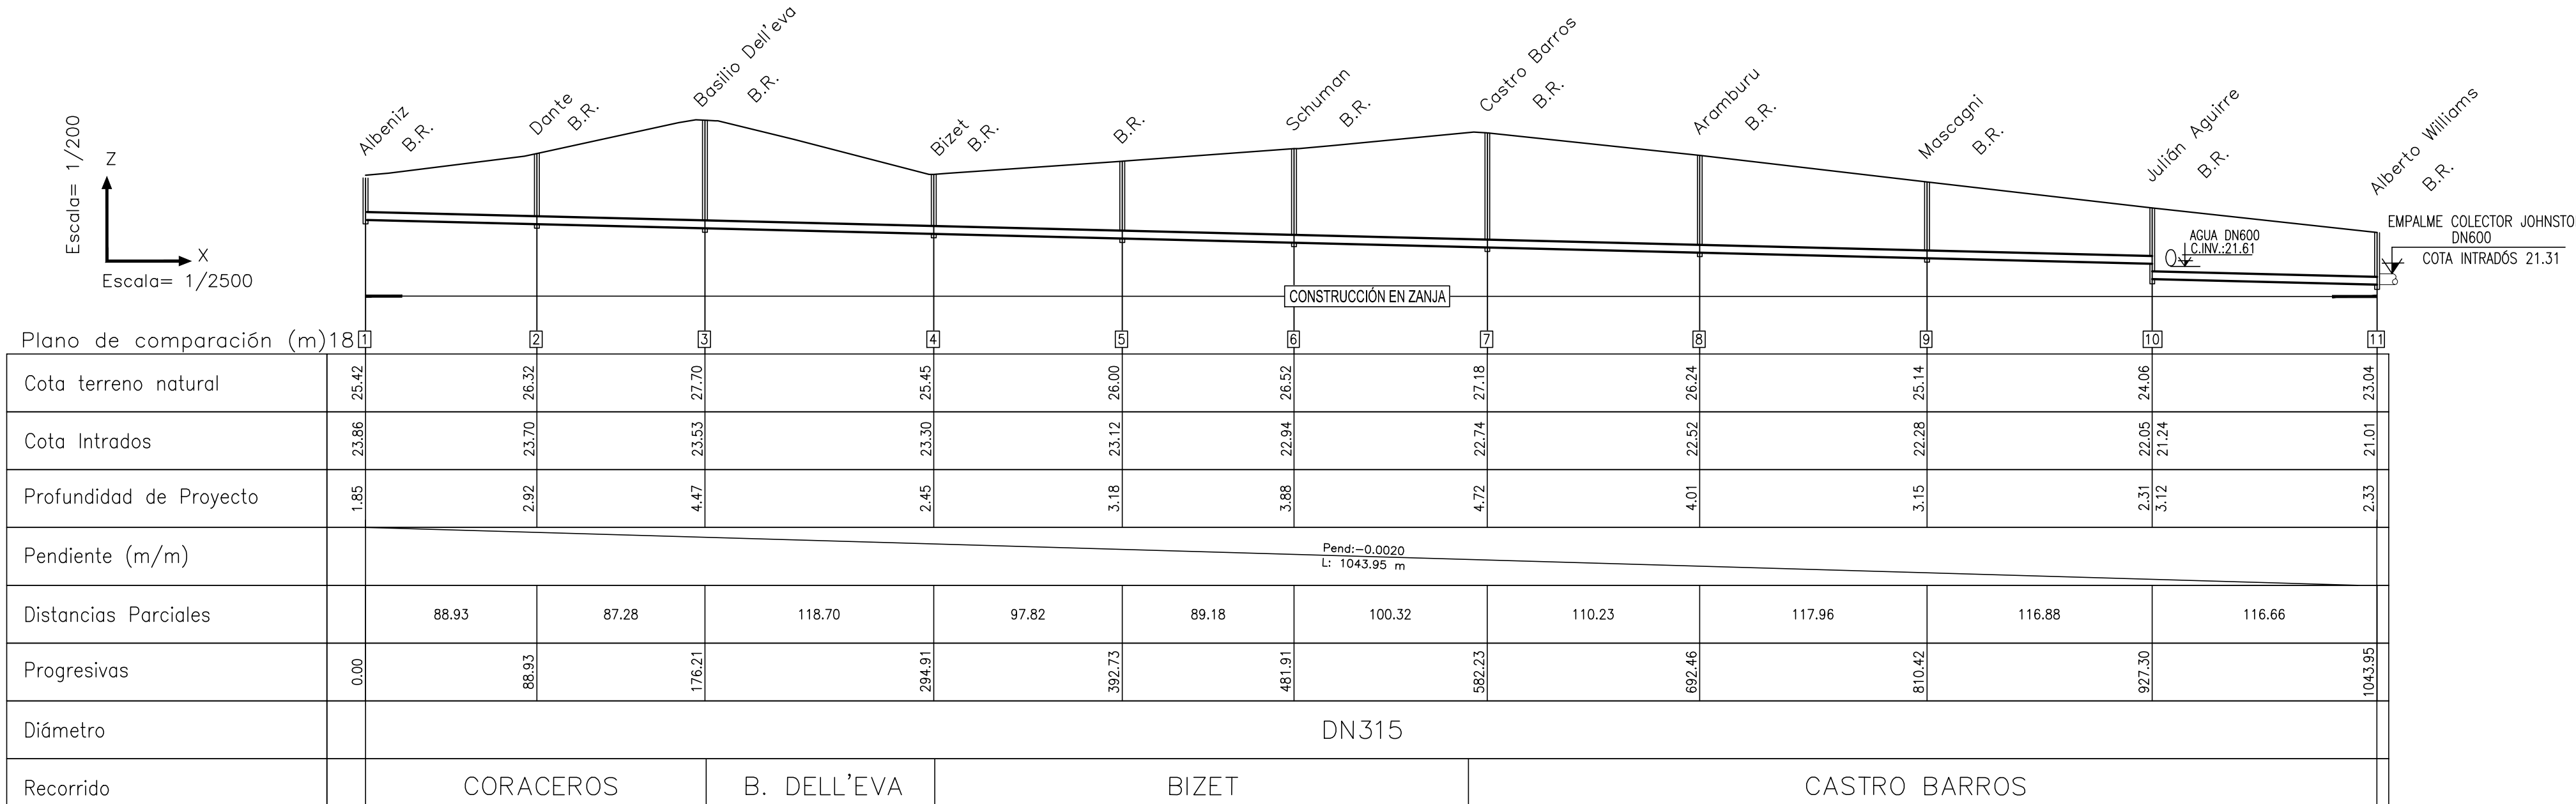 Albeniz
B.R.
Dante
B.R.
Basilio Dell'eva
B.R.
Bizet
B.R.
B.R.
Schuman
B.R.
Castro Barros
B.R.
Aramburu
B.R.
Mascagni
B.R.
Julián Aguirre
B.R.
Alberto Williams
B.R.
Escala= 1/200
Z
X
Escala= 1/2500
AGUA DN600
C.INV.:21.61
EMPALME COLECTOR JOHNSTO
DN600
COTA INTRADÓS 21.31
CONSTRUCCIÓN EN ZANJA
Plano de comparación (m)18
1 2 3 4 5 6 7 8 9 10 11
Cota terreno natural 25.42 26.32 27.70 25.45 26.00 26.52 27.18 26.24 25.14 24.06 23.04
Cota Intrados 23.86 23.70 23.53 23.30 23.12 22.94 22.74 22.52 22.28 22.05 21.24 21.01
Profundidad de Proyecto 1.85 2.92 4.47 2.45 3.18 3.88 4.72 4.01 3.15 2.31 3.12 2.33
Pendiente (m/m)
Pend:-0.0020
L: 1043.95 m
Distancias Parciales 88.93 87.28 118.70 97.82 89.18 100.32 110.23 117.96 116.88 116.66
Progresivas 0.00 88.93 176.21 294.91 392.73 481.91 582.23 692.46 810.42 927.30 1043.95
Diámetro DN315
Recorrido CORACEROS B. DELL'EVA BIZET CASTRO BARROS